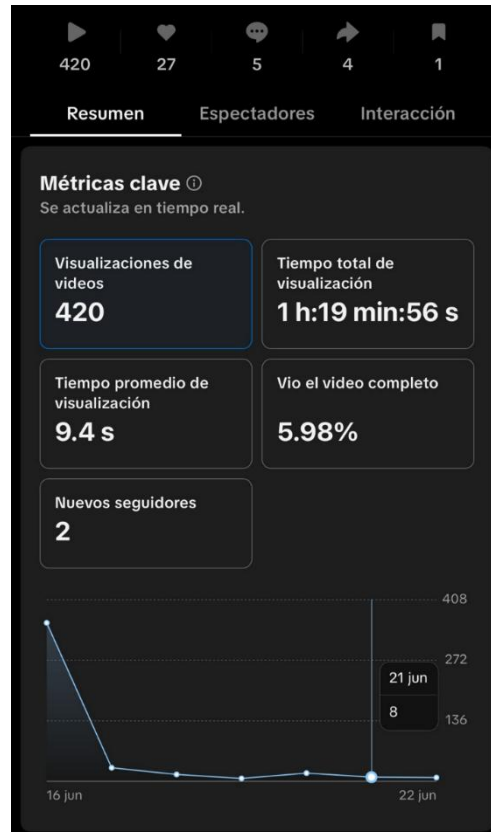 420 27 5 4 1
Resumen Espectadores Interacción
Métricas clave
Se actualiza en tiempo real.
Visualizaciones de
videos
420
Tiempo total de
visualización
1 h:19 min:56 s
Tiempo promedio de
visualización
9.4 s
Vio el video completo
5.98%
Nuevos seguidores
2
408
272
21 jun
8
136
16 jun 22 jun